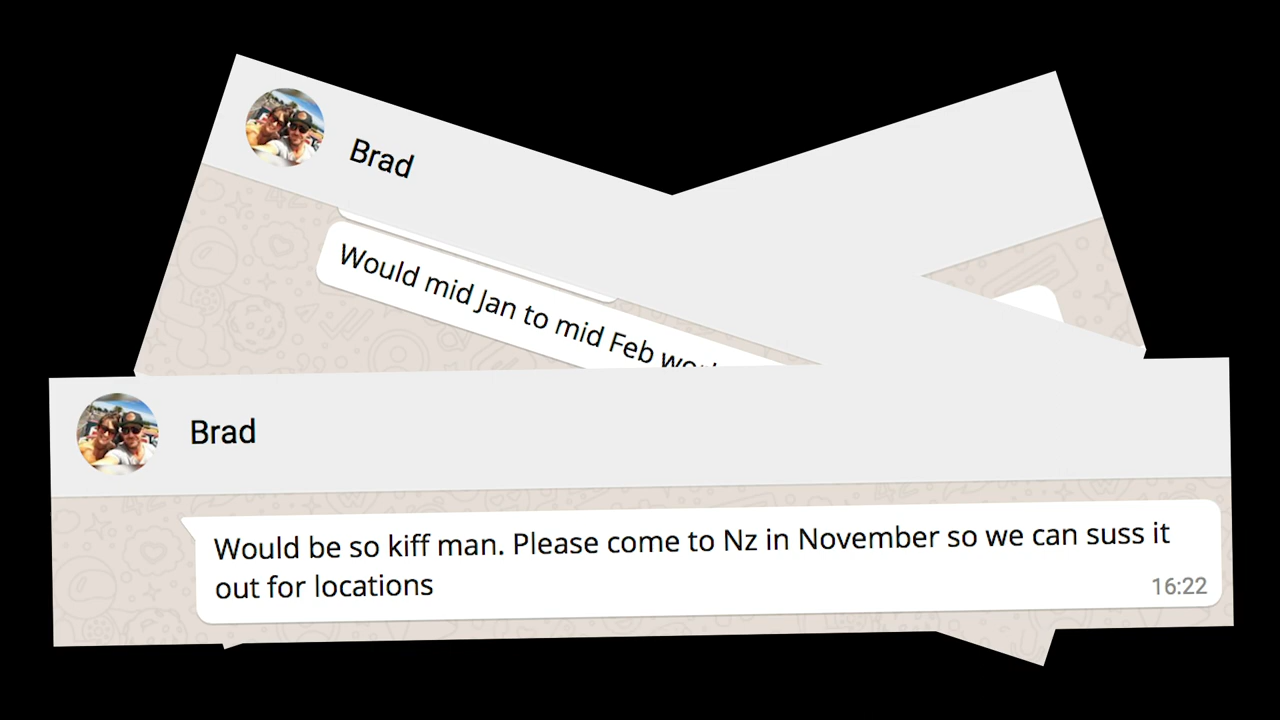 Brad
Would mid Jan to mid Feb
Brad
Would be so kiff man. Please come to Nz in November so we can suss it
out for locations
16:22